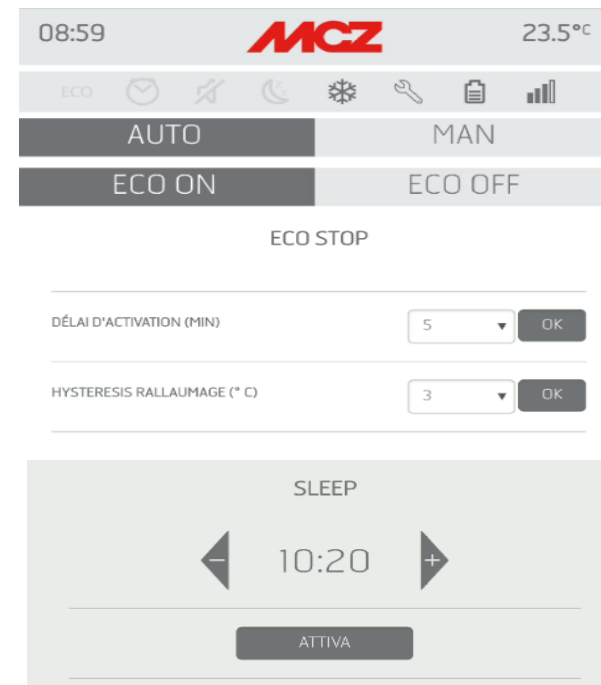 08:59 MCZ 23.5°C
ECO
AUTO MAN
ECO ON ECO OFF
ECO STOP
DÉLAI D'ACTIVATION (MIN) 5 OK
HYSTERESIS RALLAUMAGE (° C) 3 OK
SLEEP
- 10:20 +
ATTIVA